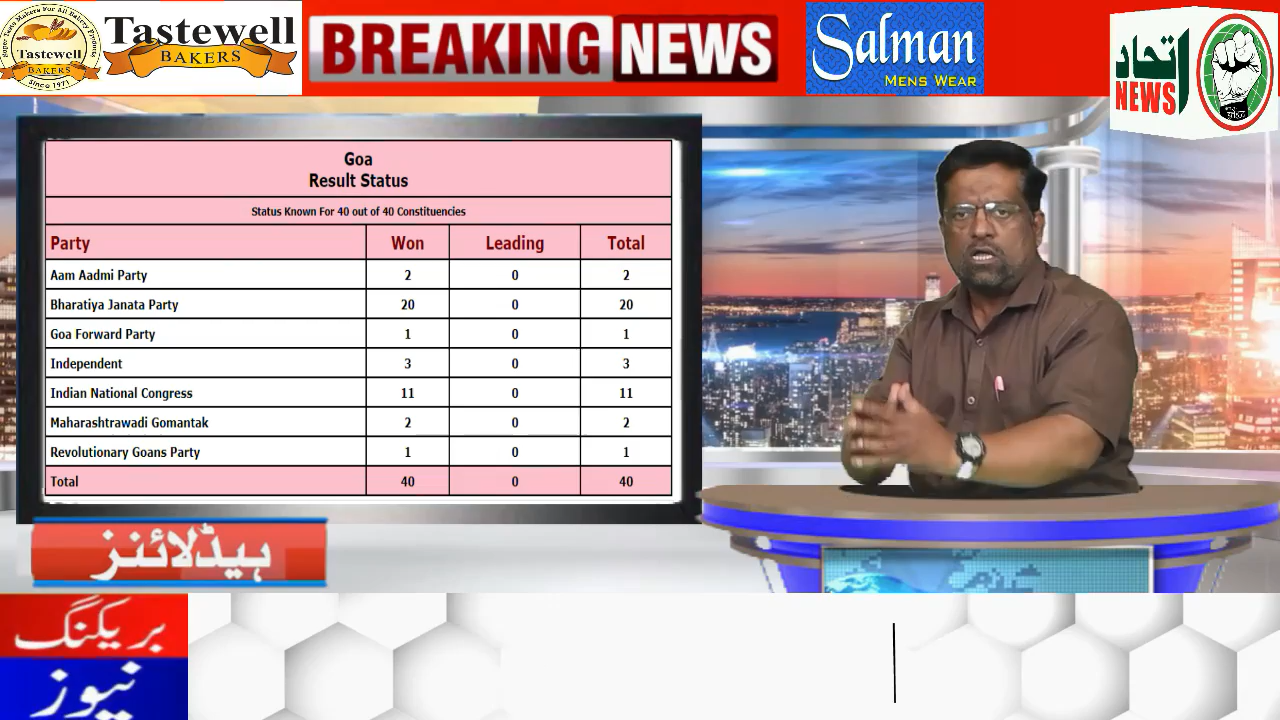 Tastewell
BAKERS
Since 1971
Tastewell
BAKERS
BREAKING NEWS
Salman
MENS WEAR
اتحاد
NEWS
Goa
Result Status
Status Known For 40 out of 40 Constituencies
Party Won Leading Total
Aam Aadmi Party 2 0 2
Bharatiya Janata Party 20 0 20
Goa Forward Party 1 0 1
Independent 3 0 3
Indian National Congress 11 0 11
Maharashtrawadi Gomantak 2 0 2
Revolutionary Goans Party 1 0 1
Total 40 0 40
ہیڈلائنز
بریکنگ
نیوز